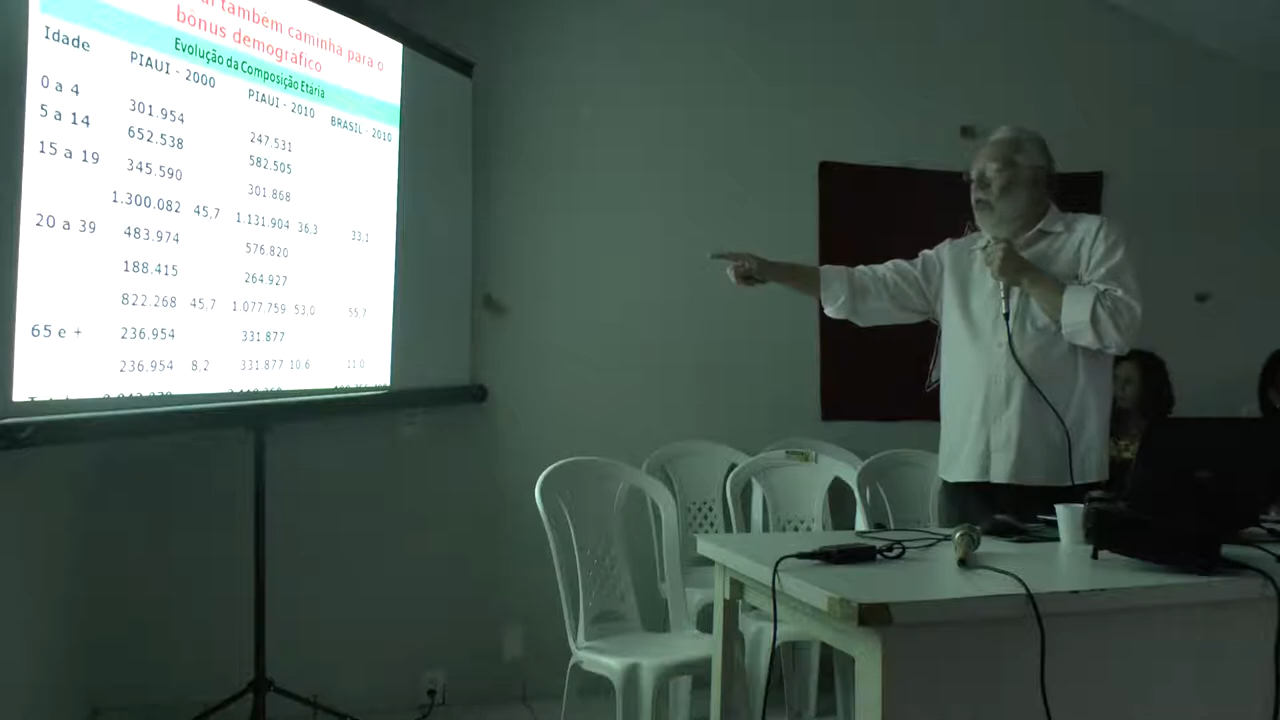 também caminha para o
bônus demográfico
Evolução da Composição Etária
Idade PIAUI - 2000 PIAUI - 2010 BRASIL - 2010
0 a 4 301.954 247.531
5 a 14 652.538 582.505
15 a 19 345.590 301.868
1.300.082 45,7 1.131.904 36,3 33,1
20 a 39 483.974 576.820
188.415 264.927
822.268 45,7 1.077.759 53,0 55,7
65 e + 236.954 331.877
236.954 8,2 331.877 10,6 11,0